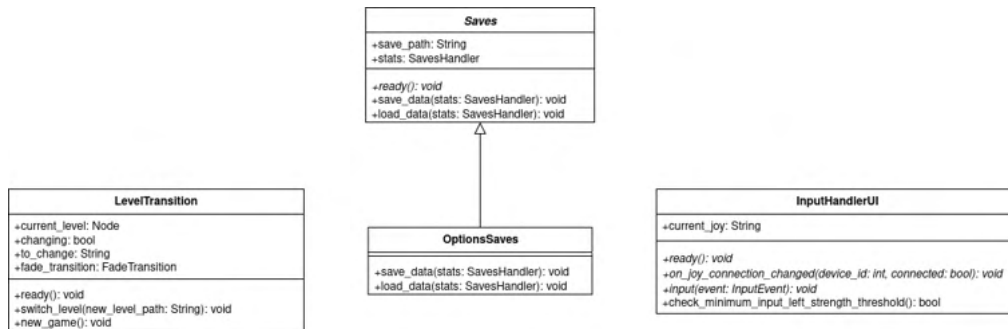 Saves
+save_path: String
+stats: SavesHandler
+ready(): void
+save_data(stats: SavesHandler): void
+load_data(stats: SavesHandler): void
LevelTransition
+current_level: Node
+changing: bool
+to_change: String
+fade_transition: FadeTransition
+ready(): void
+switch_level(new_level_path: String): void
+new_game(): void
OptionsSaves
+save_data(stats: SavesHandler): void
+load_data(stats: SavesHandler): void
InputHandlerUI
+current_joy: String
+ready(): void
+on_joy_connection_changed(device_id: int, connected: bool): void
+input(event: InputEvent): void
+check_minimum_input_left_strength_threshold(): bool